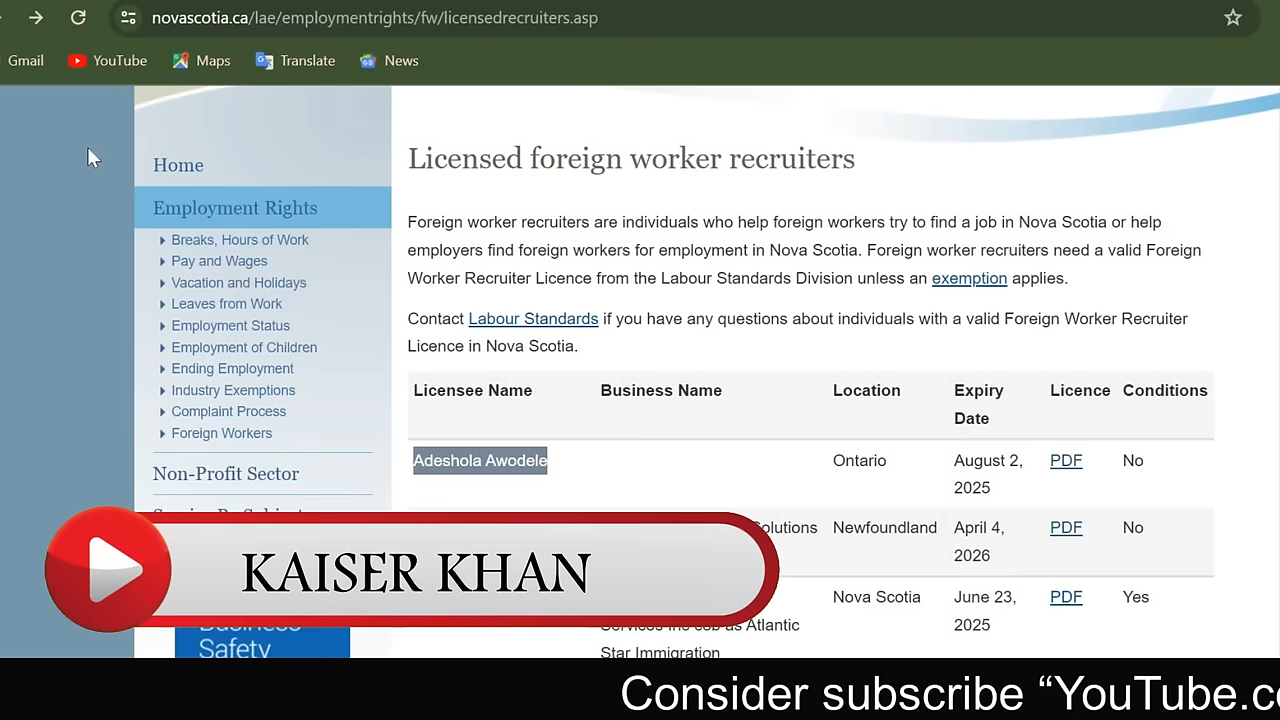 novascotia.ca/lae/employmentrights/fw/licensedrecruiters.asp
Gmail YouTube Maps Translate News
Home
Employment Rights
Breaks, Hours of Work
Pay and Wages
Vacation and Holidays
Leaves from Work
Employment Status
Employment of Children
Ending Employment
Industry Exemptions
Complaint Process
Foreign Workers
Non-Profit Sector
Business
Safety
Licensed foreign worker recruiters
Foreign worker recruiters are individuals who help foreign workers try to find a job in Nova Scotia or help
employers find foreign workers for employment in Nova Scotia. Foreign worker recruiters need a valid Foreign
Worker Recruiter Licence from the Labour Standards Division unless an exemption applies.
Contact Labour Standards if you have any questions about individuals with a valid Foreign Worker Recruiter
Licence in Nova Scotia.
Licensee Name Business Name Location Expiry Licence Conditions
Date
Adeshola Awodele Ontario August 2, PDF No
2025
Solutions Newfoundland April 4, PDF No
2026
Nova Scotia June 23, PDF Yes
Atlantic 2025
Star Immigration
KAISER KHAN
Consider subscribe “YouTube.c